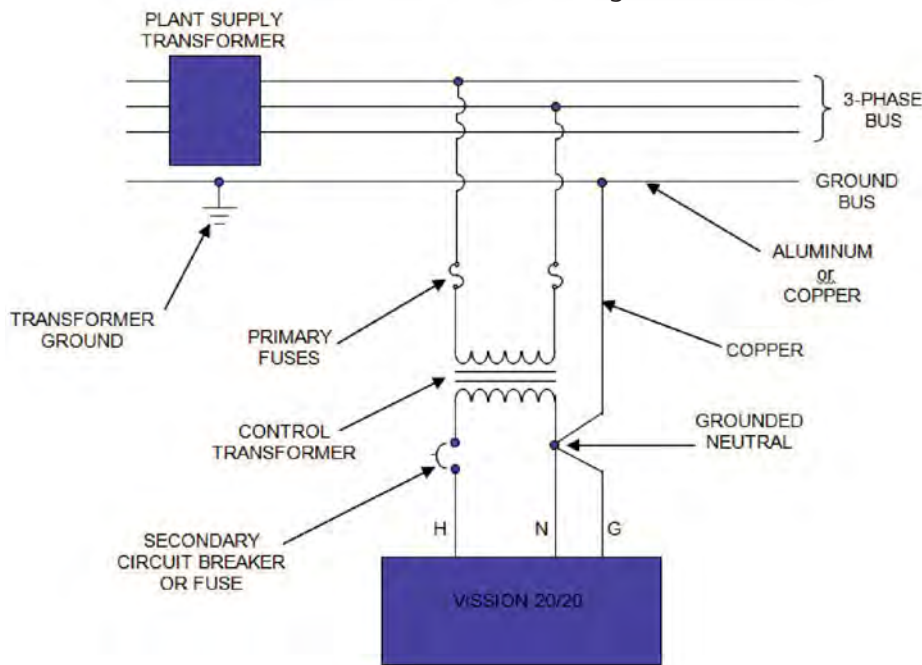 PLANT SUPPLY
TRANSFORMER
3-PHASE
BUS
GROUND
BUS
ALUMINUM
or
COPPER
TRANSFORMER
GROUND
PRIMARY
FUSES
COPPER
CONTROL
TRANSFORMER
GROUNDED
NEUTRAL
SECONDARY
CIRCUIT BREAKER
OR FUSE
H
N
G
VISSION 20/20